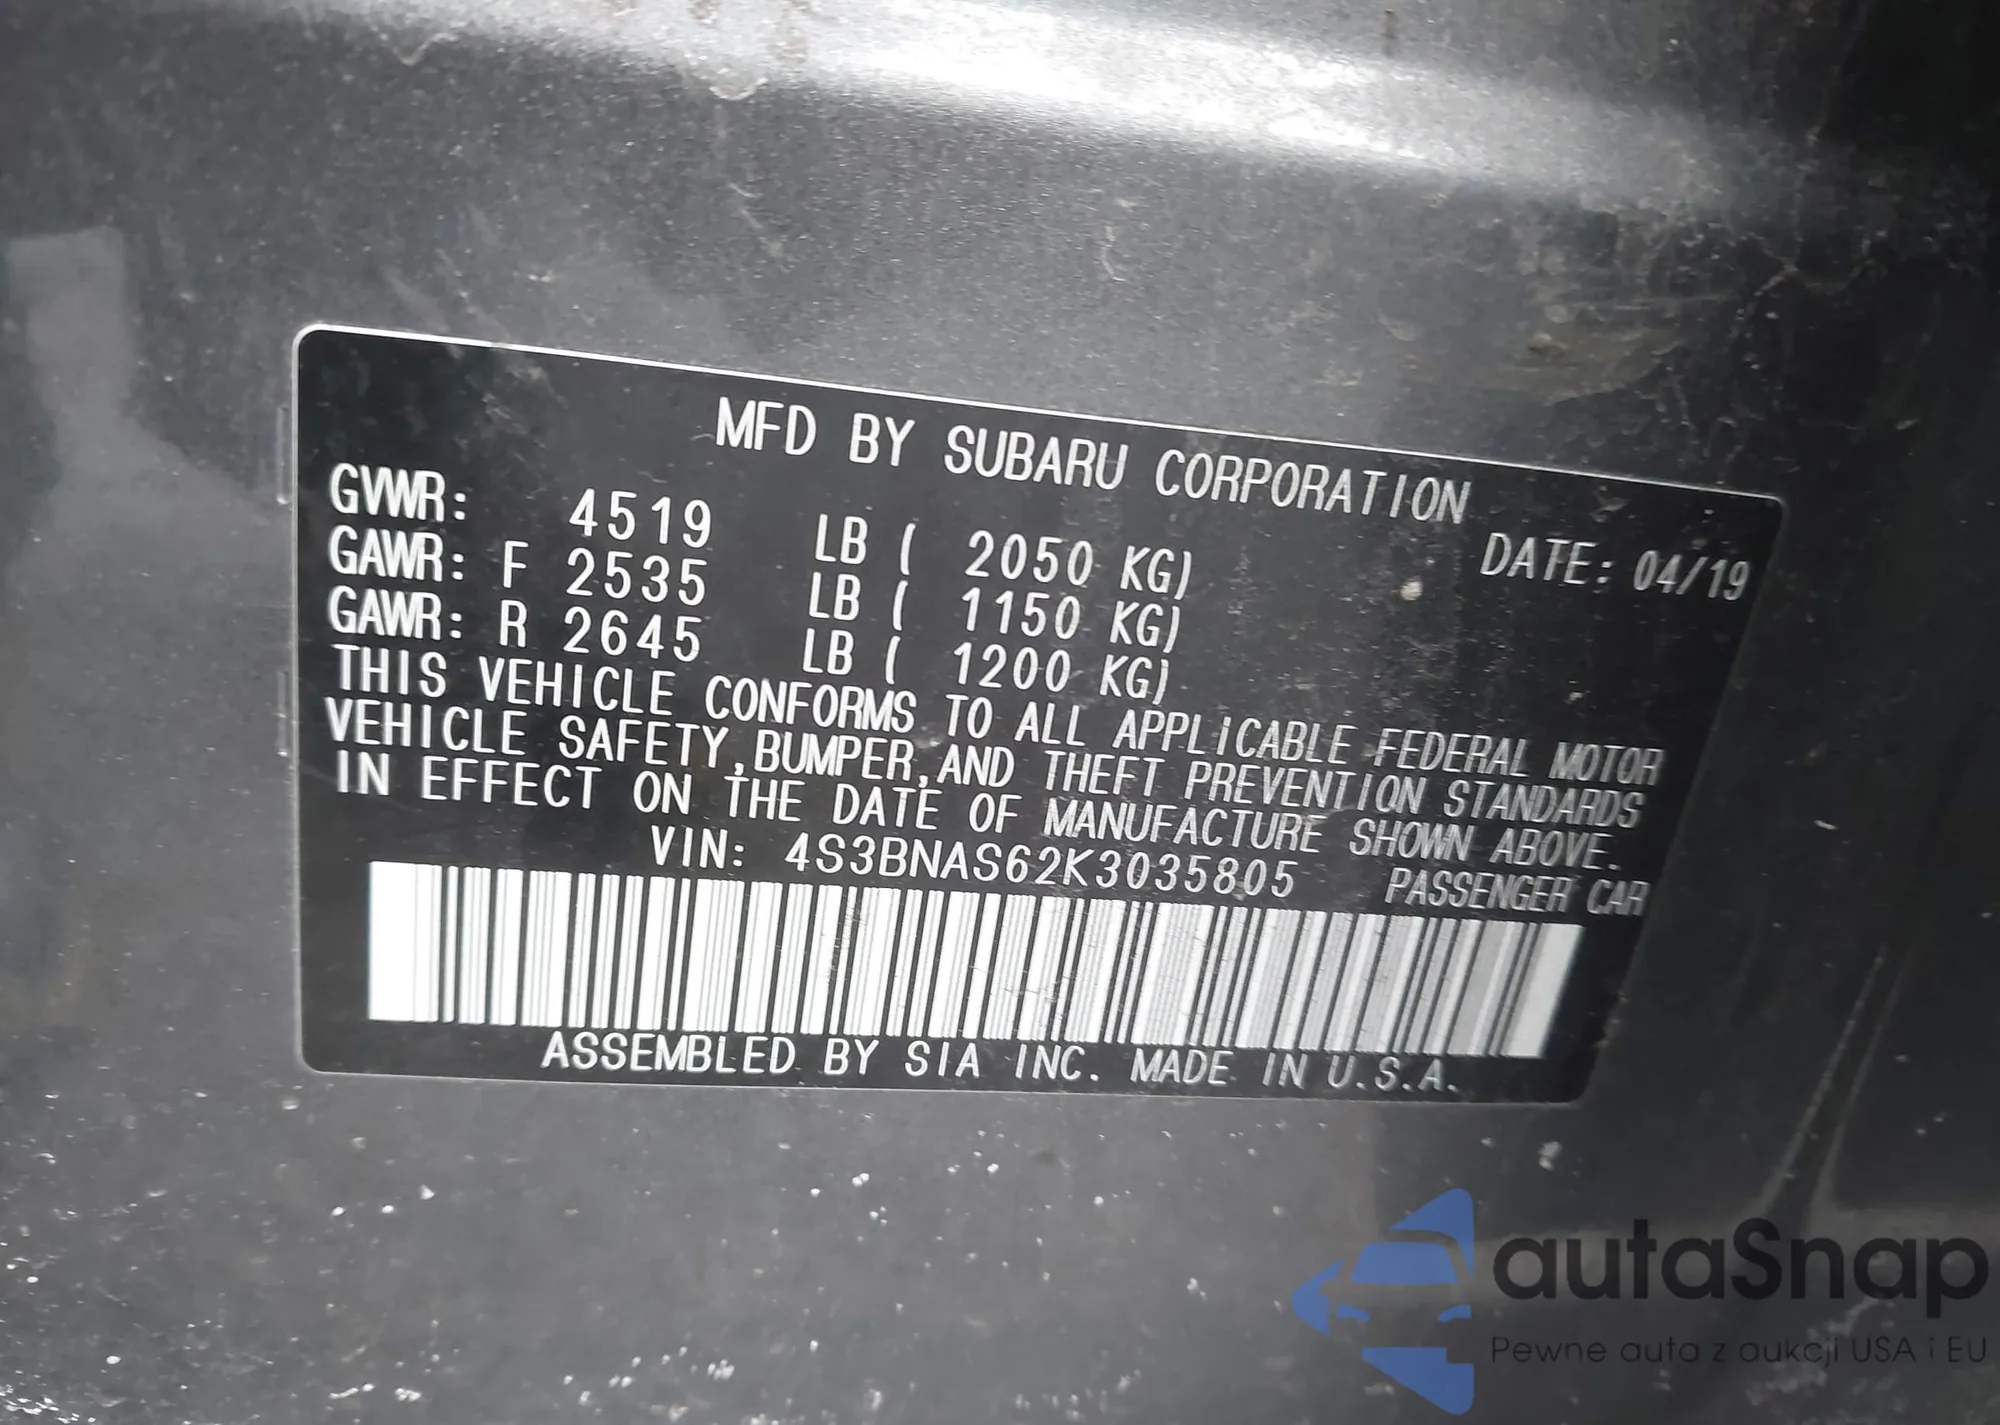 MFD BY SUBARU CORPORATION
GVWR: 4519 LB ( 2050 KG) DATE: 04/19
GAWR: F 2535 LB ( 1150 KG)
GAWR: R 2645 LB ( 1200 KG)
THIS VEHICLE CONFORMS TO ALL APPLICABLE FEDERAL MOTOR
VEHICLE SAFETY,BUMPER,AND THEFT PREVENTION STANDARDS
IN EFFECT ON THE DATE OF MANUFACTURE SHOWN ABOVE.
VIN: 4S3BNAS62K3035805 PASSENGER CAR
ASSEMBLED BY SIA INC. MADE IN U.S.A.
autaSnap
Pewne auta z aukcji USA i EU